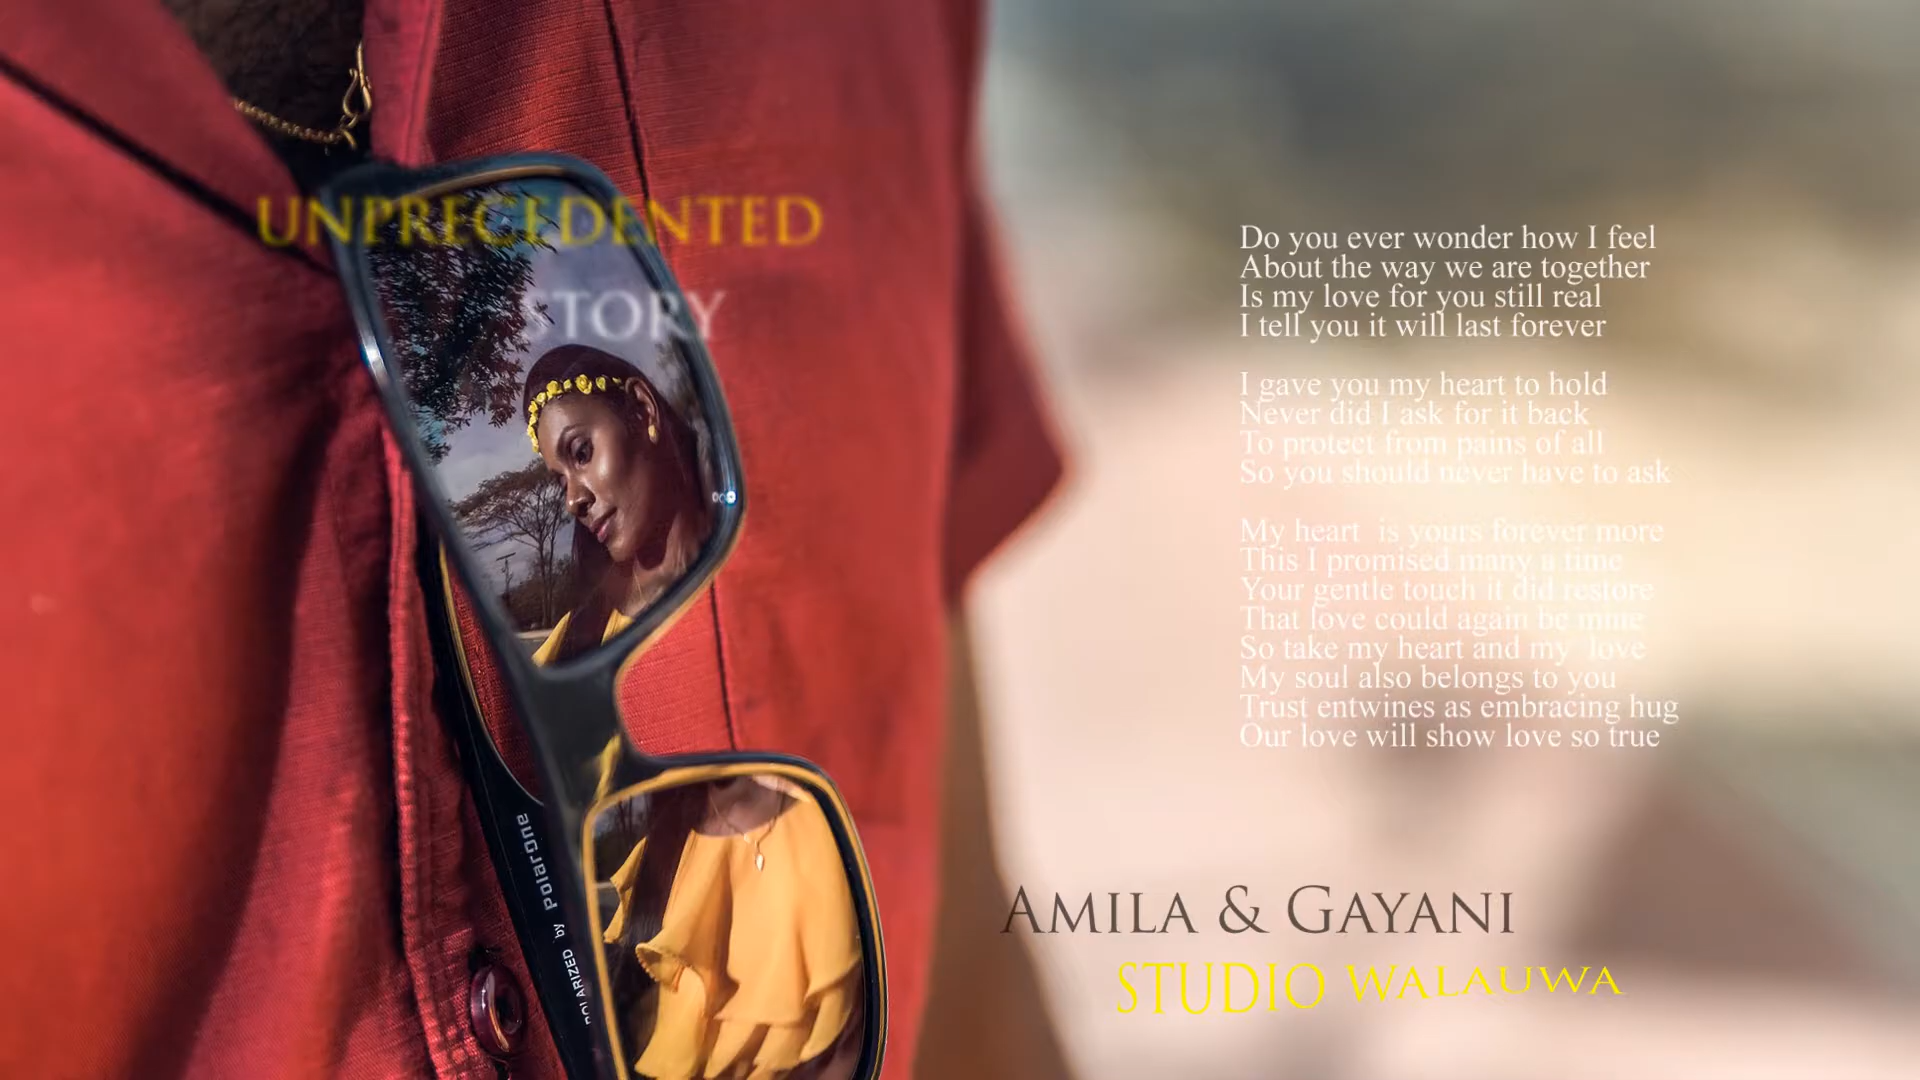 UNPRECEDENTED
STORY
Do you ever wonder how I feel
About the way we are together
Is my love for you still real
I tell you it will last forever
I gave you my heart to hold
Never did I ask for it back
To protect from pains of all
So you should never have to ask
My heart is yours forever more
This I promised many a time
Your gentle touch it did restore
That love could again be mine
So take my heart and my love
My soul also belongs to you
Trust entwines as embracing hug
Our love will show love so true
POLARIZED by Polarone
AMILA & GAYANI
STUDIO WALAUWA